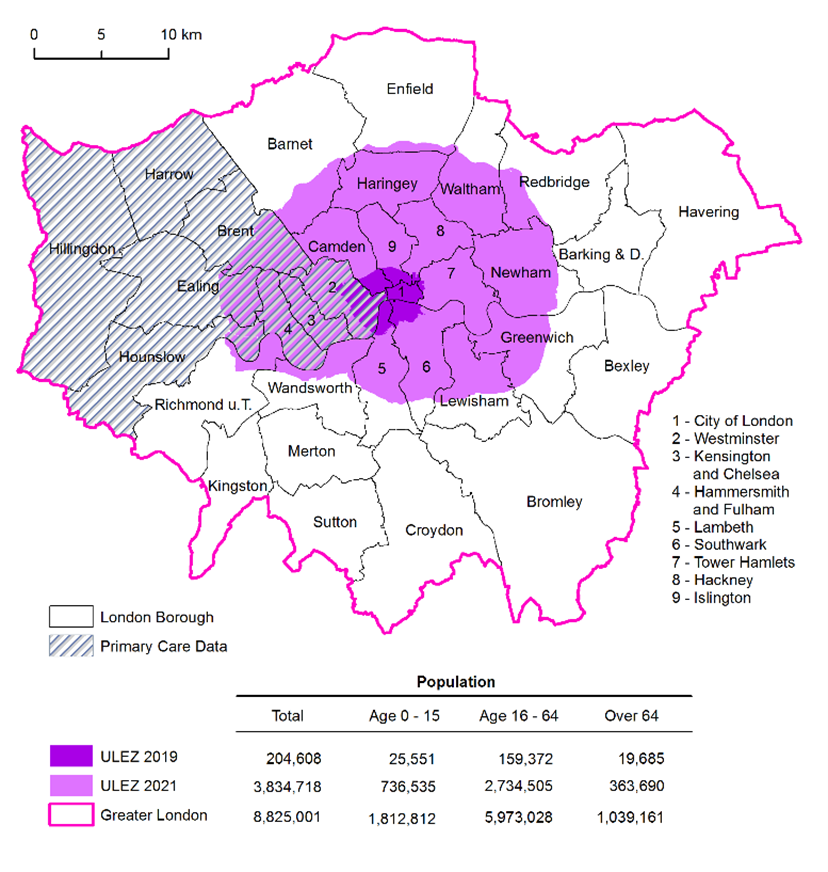 0 5 10 km
Enfield
Barnet
Harrow
Haringey
Waltham
Redbridge
Havering
Brent
Hillingdon
Camden
9
8
Barking & D.
Ealing
2
1
7
Newham
4
3
Greenwich
Hounslow
5
6
Bexley
Wandsworth
Richmond u.T.
Lewisham
Merton
Kingston
Bromley
Sutton
Croydon
1 - City of London
2 - Westminster
3 - Kensington
and Chelsea
4 - Hammersmith
and Fulham
5 - Lambeth
6 - Southwark
7 - Tower Hamlets
8 - Hackney
9 - Islington
London Borough
Primary Care Data
Population
Total Age 0 - 15 Age 16 - 64 Over 64
ULEZ 2019 204,608 25,551 159,372 19,685
ULEZ 2021 3,834,718 736,535 2,734,505 363,690
Greater London 8,825,001 1,812,812 5,973,028 1,039,161